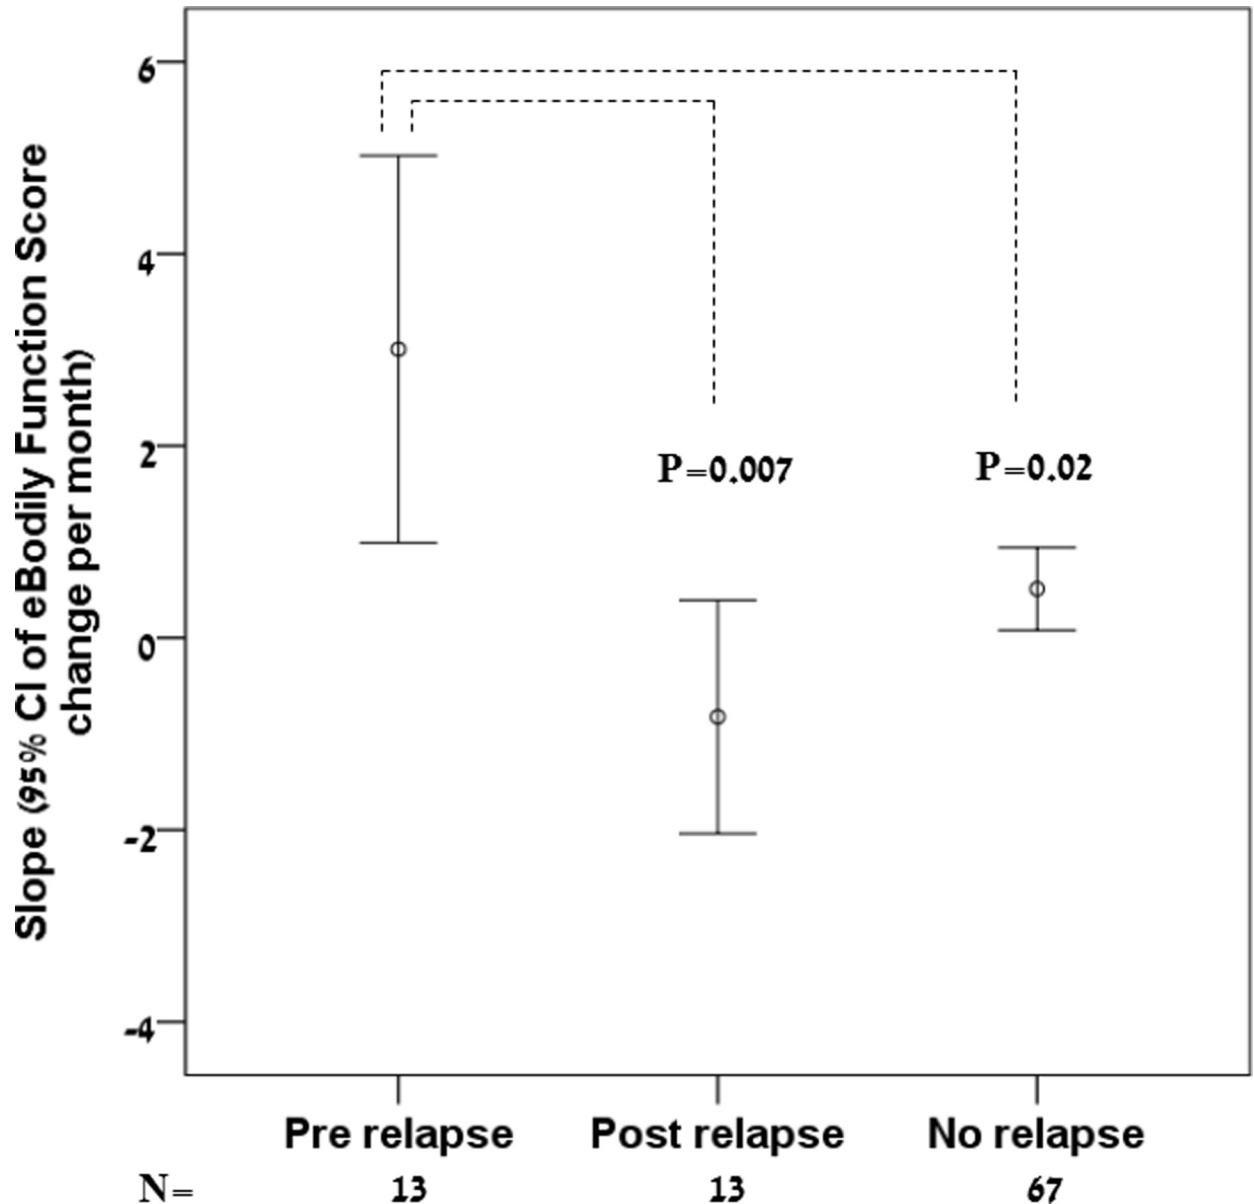 Slope (95% CI of eBodily Function Score
change per month)
6
4
2
0
-2
-4
P=0.007
P=0.02
Pre relapse
Post relapse
No relapse
N= 13 13 67